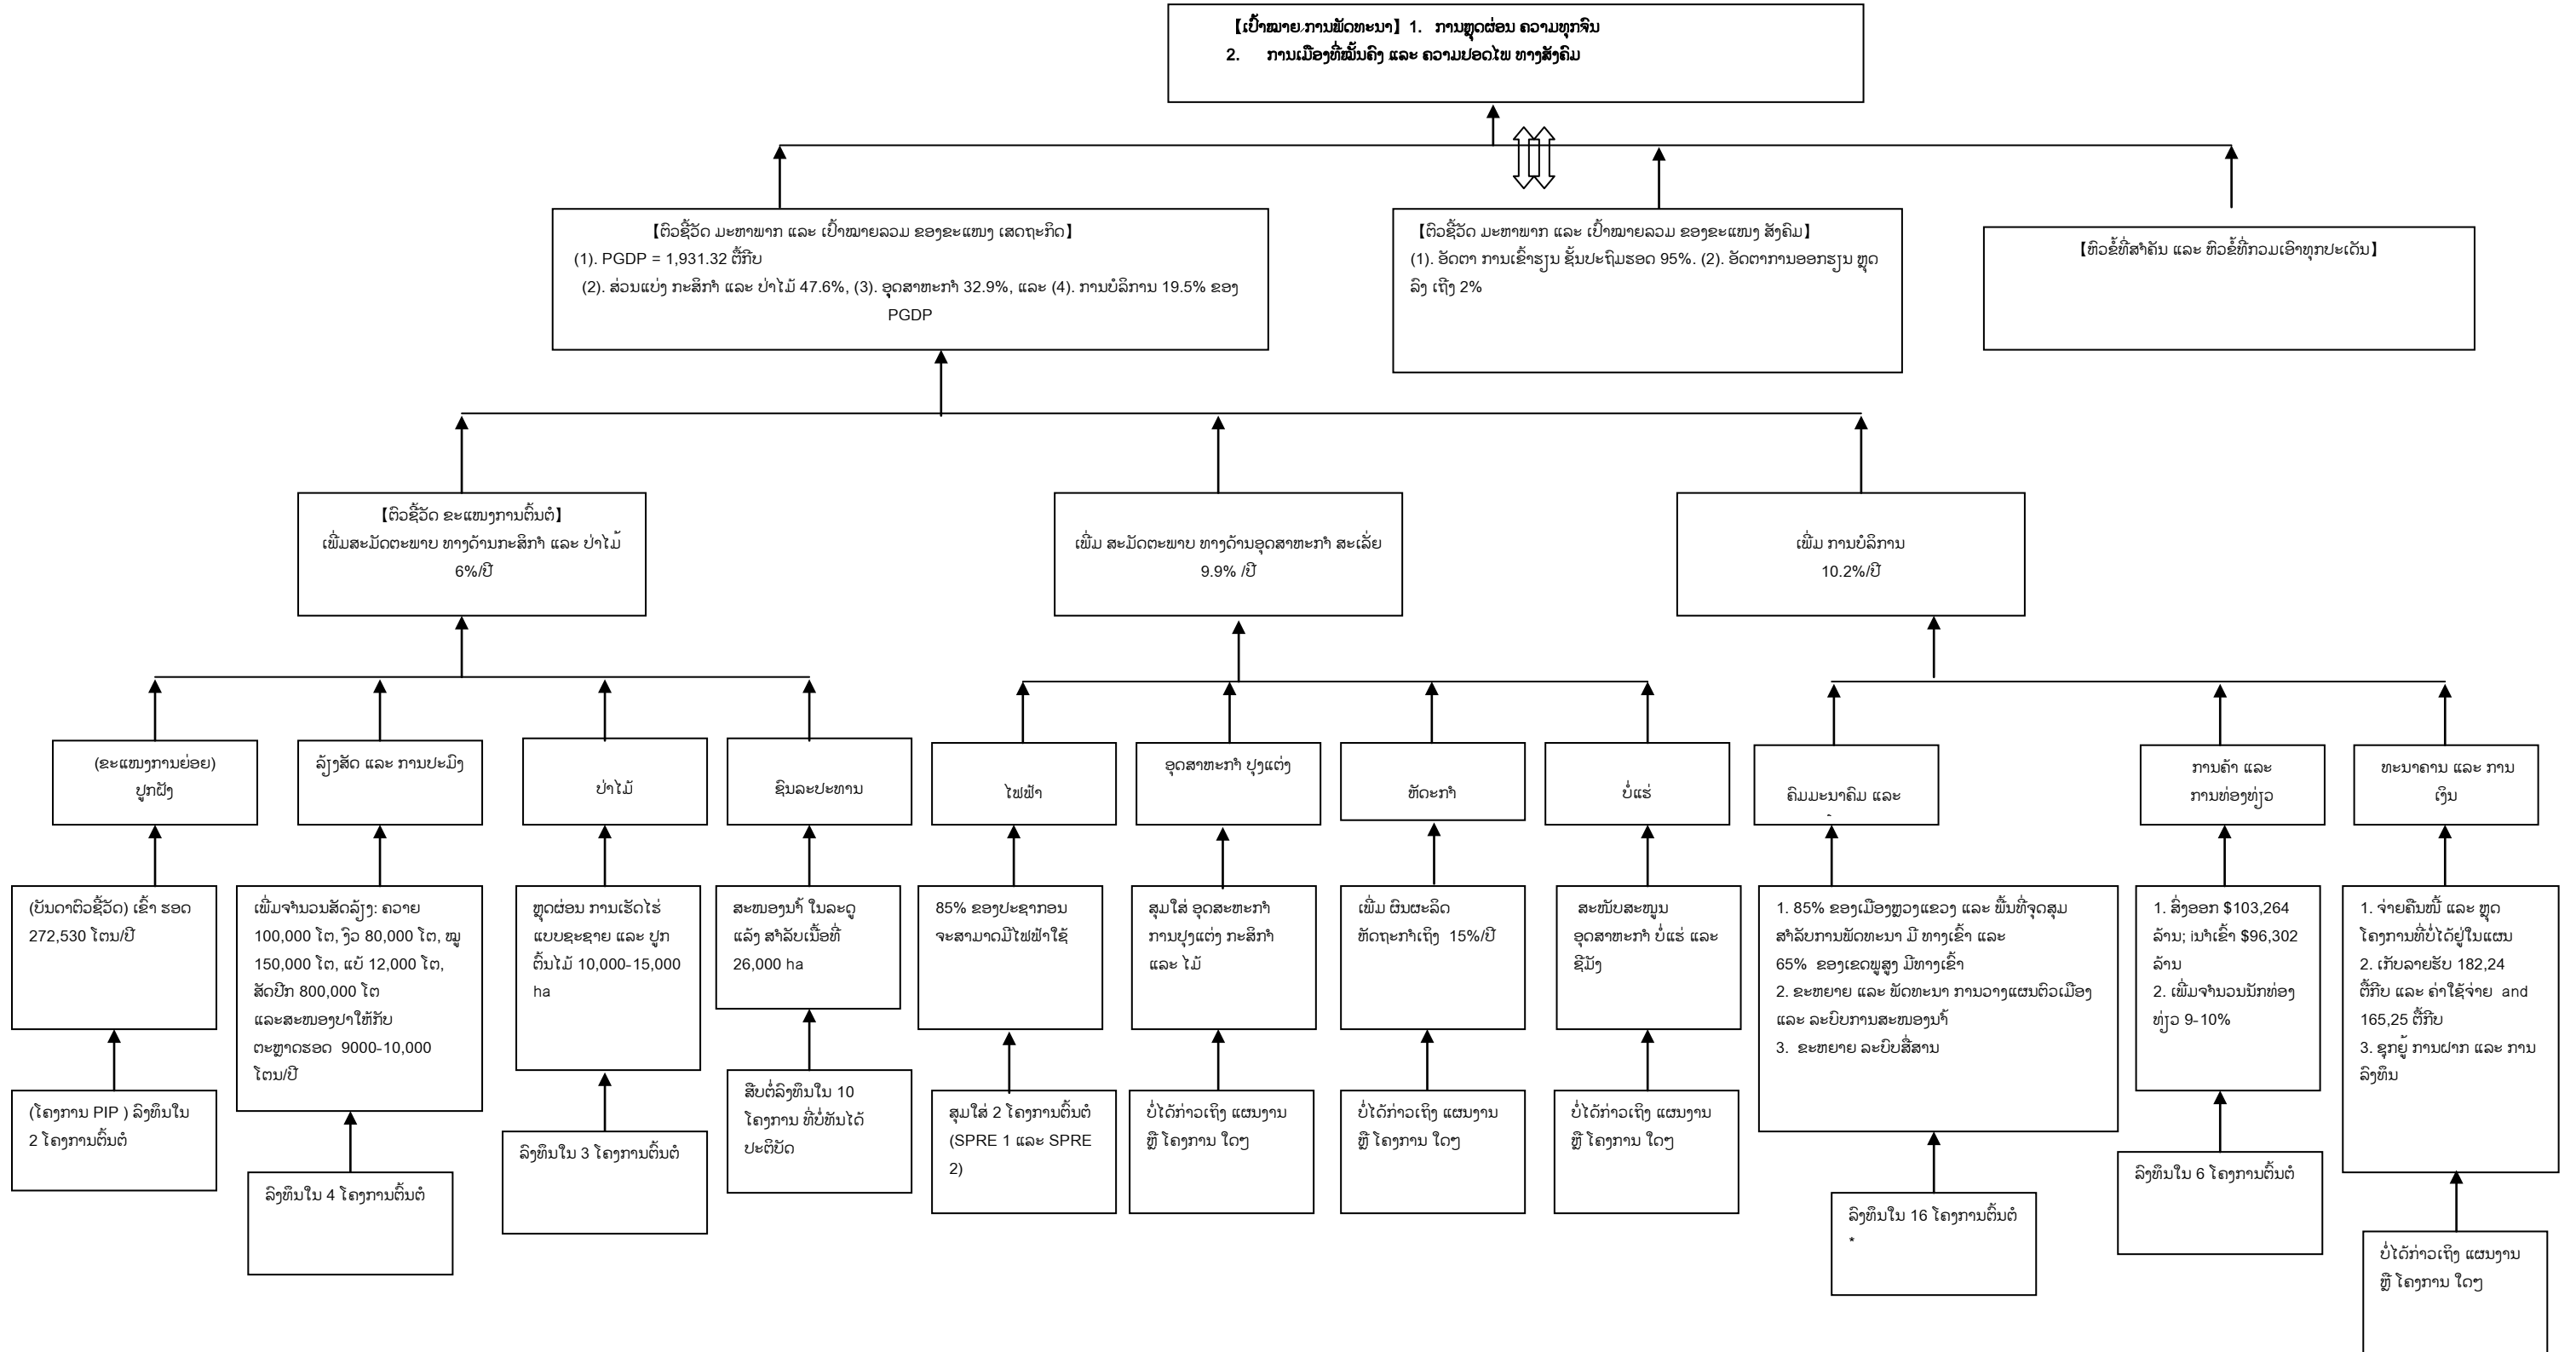 【ເປົ້າໝາຍ ການພັດທະນາ】1. ການຫຼຸດຜ່ອນ ຄວາມທຸກຈົນ
2. ການເມືອງທີ່ໝັ້ນຄົງ ແລະ ຄວາມປອດໄພ ທາງສັງຄົມ
【ຕົວຊີ້ວັດ ມະຫາພາກ ແລະ ເປົ້າໝາຍລວມ ຂອງຂະແໜງ ເສດຖະກິດ】
(1). PGDP = 1,931.32 ຕື້ກີບ
(2). ສ່ວນແບ່ງ ກະສິກຳ ແລະ ປ່າໄມ້ 47.6%, (3). ອຸດສາຫະກຳ 32.9%, ແລະ (4). ການບໍລິການ 19.5% ຂອງ
PGDP
【ຕົວຊີ້ວັດ ມະຫາພາກ ແລະ ເປົ້າໝາຍລວມ ຂອງຂະແໜງ ສັງຄົມ】
(1). ອັດຕາ ການເຂົ້າຮຽນ ຊັ້ນປະຖົມຮອດ 95%. (2). ອັດຕາການອອກຮຽນ ຫຼຸດ
ລົງ ເຖິງ 2%
【ຫົວຂໍ້ທີ່ສຳຄັນ ແລະ ຫົວຂໍ້ທີ່ກວມເອົາທຸກປະເດັນ】
【ຕົວຊີ້ວັດ ຂະແໜງການຕົ້ນຕໍ】
ເພີ່ມສະມັດຕະພາບ ທາງດ້ານກະສິກຳ ແລະ ປ່າໄມ້
6%/ປີ
ເພີ່ມ ສະມັດຕະພາບ ທາງດ້ານອຸດສາຫະກຳ ສະເລັ່ຍ
9.9% /ປີ
ເພີ່ມ ການບໍລິການ
10.2%/ປີ
(ຂະແໜງການຍ່ອຍ)
ປູກຝັງ
ລ້ຽງສັດ ແລະ ການປະມົງ
ປ່າໄມ້
ຊົນລະປະທານ
ໄຟຟ້າ
ອຸດສາຫະກຳ ປຸງແຕ່ງ
ຫັດະກຳ
ບໍ່ແຮ່
ຄົມມະນາຄົມ ແລະ
ການຄ້າ ແລະ
ການທ່ອງທ່ຽວ
ທະນາຄານ ແລະ ການ
ເງິນ
(ບັນດາຕົວຊີ້ວັດ) ເຂົ້າ ຮອດ
272,530 ໂຕນ/ປີ
ເພີ່ມຈຳນວນສັດລ້ຽງ: ຄວາຍ
100,000 ໂຕ, ງົວ 80,000 ໂຕ, ໝູ
150,000 ໂຕ, ແບ້ 12,000 ໂຕ,
ສັດປີກ 800,000 ໂຕ
ແລະສະໜອງປາໃຫ້ກັບ
ຕະຫຼາດຮອດ 9000-10,000
ໂຕນ/ປີ
ຫຼຸດຜ່ອນ ການເຮັດໄຮ່
ແບບຊະຊາຍ ແລະ ປູກ
ຕົ້ນໄມ້ 10,000-15,000
ha
ສະໜອງນ້ຳ ໃນລະດູ
ແລ້ງ ສຳລັບເນື້ອທີ່
26,000 ha
85% ຂອງປະຊາກອນ
ຈະສາມາດມີໄຟຟ້າໃຊ້
ສຸມໃສ່ ອຸດສະຫະກຳ
ການປຸງແຕ່ງ ກະສິກຳ
ແລະ ໄມ້
ເພີ່ມ ຜົນຜະລິດ
ຫັດຖະກຳເຖິງ 15%/ປີ
ສະໜັບສະໜູນ
ອຸດສາຫະກຳ ບໍ່ແຮ່ ແລະ
ຊີມັງ
1. 85% ຂອງເມືອງຫຼວງແຂວງ ແລະ ພື້ນທີ່ຈຸດສຸມ
ສຳລັບການພັດທະນາ ມີ ທາງເຂົ້າ ແລະ
65% ຂອງເຂດພູສູງ ມີທາງເຂົ້າ
2. ຂະຫຍາຍ ແລະ ພັດທະນາ ການວາງແຜນຕົວເມືອງ
ແລະ ລະບົບການສະໜອງນ້ຳ
3. ຂະຫຍາຍ ລະບົບສື່ສານ
1. ສົ່ງອອກ $103,264
ລ້ານ; iນຳເຂົ້າ $96,302
ລ້ານ
2. ເພີ່ມຈຳນວນນັກທ່ອງ
ທ່ຽວ 9-10%
1. ຈ່າຍຄືນໜີ້ ແລະ ຫຼຸດ
ໂຄງການທີ່ບໍ່ໄດ້ຢູ່ໃນແຜນ
2. ເກັບລາຍຮັບ 182,24
ຕື້ກີບ ແລະ ຄ່າໃຊ້ຈ່າຍ and
165,25 ຕື້ກີບ
3. ຊຸກຍູ້ ການຝາກ ແລະ ການ
ລົງທຶນ
(ໂຄງການ PIP ) ລົງທຶນໃນ
2 ໂຄງການຕົ້ນຕໍ
ລົງທຶນໃນ 4 ໂຄງການຕົ້ນຕໍ
ລົງທຶນໃນ 3 ໂຄງການຕົ້ນຕໍ
ສືບຕໍ່ລົງທຶນໃນ 10
ໂຄງການ ທີ່ບໍ່ທັນໄດ້
ປະຕິບັດ
ສຸມໃສ່ 2 ໂຄງການຕົ້ນຕໍ
(SPRE 1 ແລະ SPRE
2)
ບໍ່ໄດ້ກ່າວເຖິງ ແຜນງານ
ຫຼື ໂຄງການ ໃດໆ
ບໍ່ໄດ້ກ່າວເຖິງ ແຜນງານ
ຫຼື ໂຄງການ ໃດໆ
ບໍ່ໄດ້ກ່າວເຖິງ ແຜນງານ
ຫຼື ໂຄງການ ໃດໆ
ລົງທຶນໃນ 16 ໂຄງການຕົ້ນຕໍ
*
ລົງທຶນໃນ 6 ໂຄງການຕົ້ນຕໍ
ບໍ່ໄດ້ກ່າວເຖິງ ແຜນງານ
ຫຼື ໂຄງການ ໃດໆ